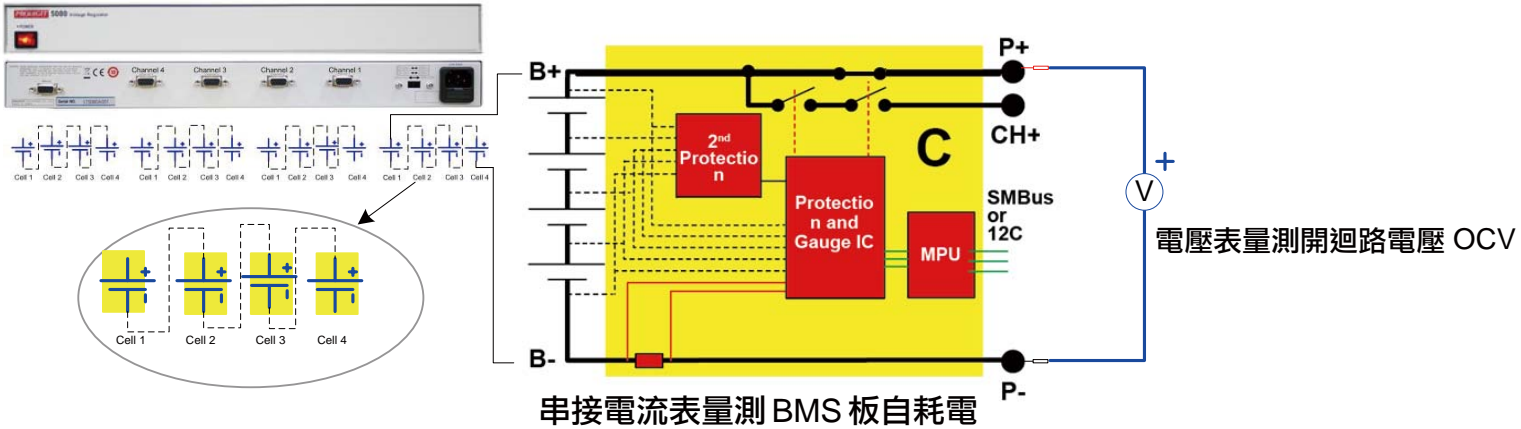 PRODIGIT 5080 Voltage Regulator
POWER
Channel 4 Channel 3 Channel 2 Channel 1
Cell 1 Cell 2 Cell 3 Cell 4
Cell 1 Cell 2 Cell 3 Cell 4
Cell 1 Cell 2 Cell 3 Cell 4
Cell 1 Cell 2 Cell 3 Cell 4
Cell 1 Cell 2 Cell 3 Cell 4
B+
B-
2nd
Protectio
n
Protectio
n and
Gauge IC
MPU
C
P+
CH+
SMBus
or
12C
P-
V
電壓表量測開迴路電壓 OCV
串接電流表量測 BMS 板自耗電